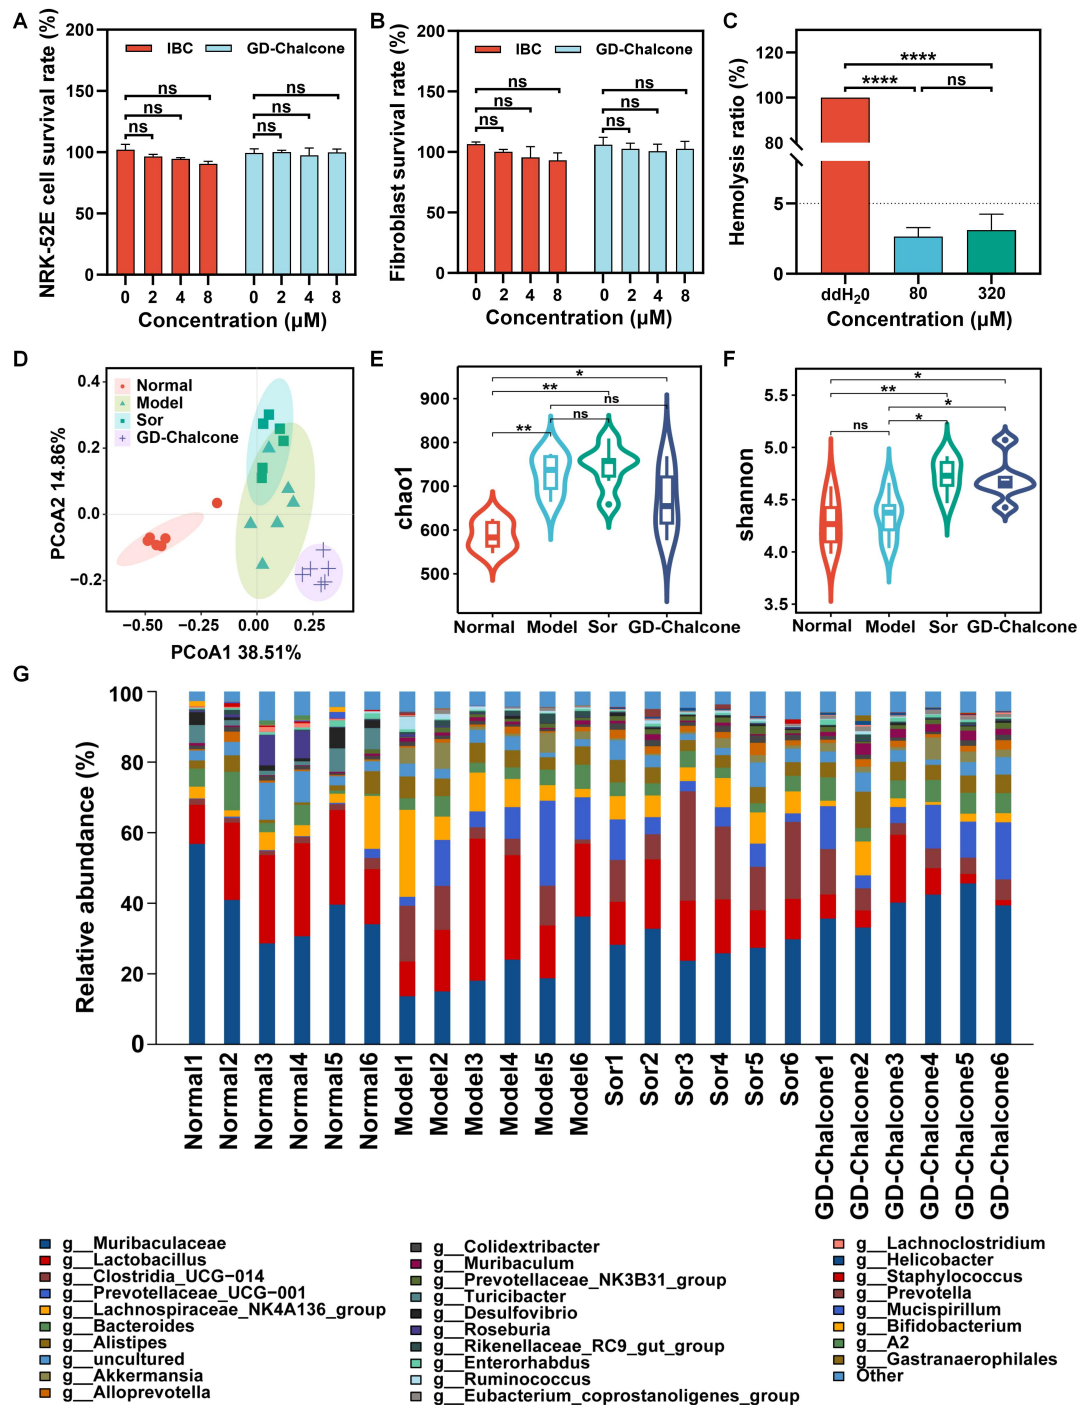 A
NRK-52E cell survival rate (%)
200
150
100
50
0
IBC
GD-Chalcone
ns
ns
ns
ns
ns
ns
0 2 4 8 0 2 4 8
Concentration (μM)
B
Fibroblast survival rate (%)
200
150
100
50
0
IBC
GD-Chalcone
ns
ns
ns
ns
ns
ns
0 2 4 8 0 2 4 8
Concentration (μM)
C
Hemolysis ratio (%)
120
100
80
5
0
****
****
ns
ddH₂0 80 320
Concentration (μM)
D
PCoA2 14.86%
0.4
0.2
0.0
−0.2
Normal
Model
Sor
GD-Chalcone
−0.50 −0.25 0.00 0.25
PCoA1 38.51%
E
chao1
900
800
700
600
500
*
**
ns
ns
**
Normal Model Sor GD-Chalcone
F
shannon
5.5
5.0
4.5
4.0
3.5
*
**
*
*
ns
Normal Model Sor GD-Chalcone
G
Relative abundance (%)
100
80
60
40
20
0
Normal1
Normal2
Normal3
Normal4
Normal5
Normal6
Model1
Model2
Model3
Model4
Model5
Model6
Sor1
Sor2
Sor3
Sor4
Sor5
Sor6
GD-Chalcone1
GD-Chalcone2
GD-Chalcone3
GD-Chalcone4
GD-Chalcone5
GD-Chalcone6
g__Muribaculaceae
g__Lactobacillus
g__Clostridia_UCG−014
g__Prevotellaceae_UCG−001
g__Lachnospiraceae_NK4A136_group
g__Bacteroides
g__Alistipes
g__uncultured
g__Akkermansia
g__Alloprevotella
g__Colidextribacter
g__Muribaculum
g__Prevotellaceae_NK3B31_group
g__Turicibacter
g__Desulfovibrio
g__Roseburia
g__Rikenellaceae_RC9_gut_group
g__Enterorhabdus
g__Ruminococcus
g__Eubacterium_coprostanoligenes_group
g__Lachnoclostridium
g__Helicobacter
g__Staphylococcus
g__Prevotella
g__Mucispirillum
g__Bifidobacterium
g__A2
g__Gastranaerophilales
Other